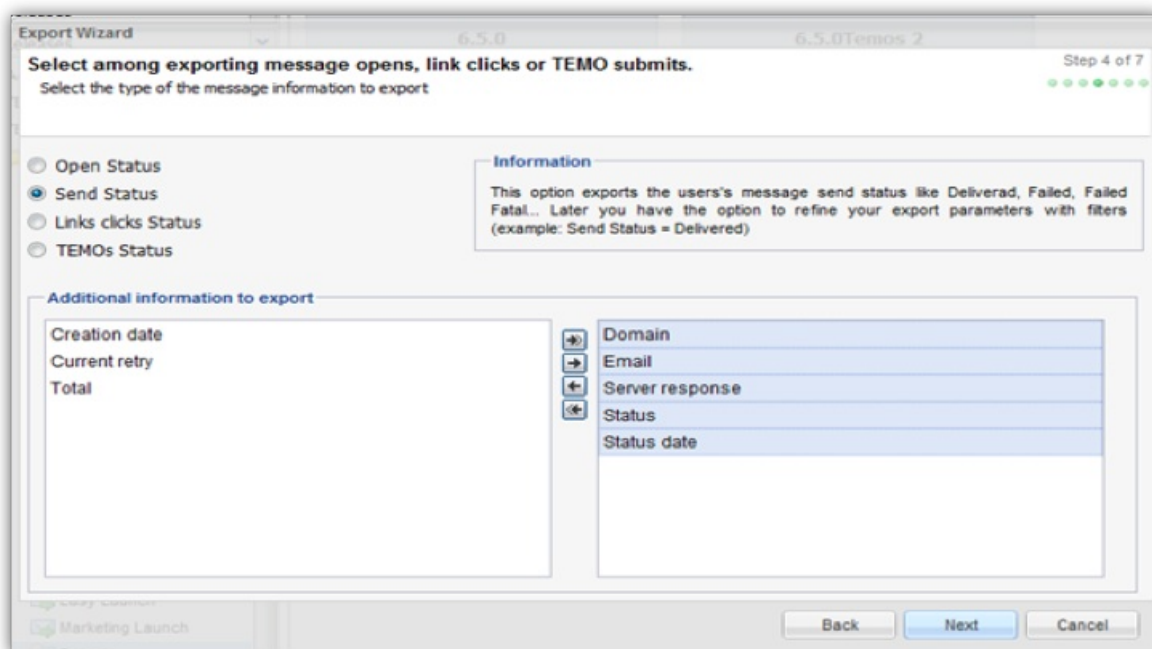 Export Wizard
6.5.0
6.5.0Temos 2
Select among exporting message opens, link clicks or TEMO submits.
Step 4 of 7
Select the type of the message information to export
Open Status
Send Status
Links clicks Status
TEMOs Status
Information
This option exports the users's message send status like Deliverad, Failed, Failed
Fatal... Later you have the option to refine your export parameters with filters
(example: Send Status = Delivered)
Additional information to export
Creation date
Current retry
Total
Domain
Email
Server response
Status
Status date
Easy Launch
Marketing Launch
Back
Next
Cancel